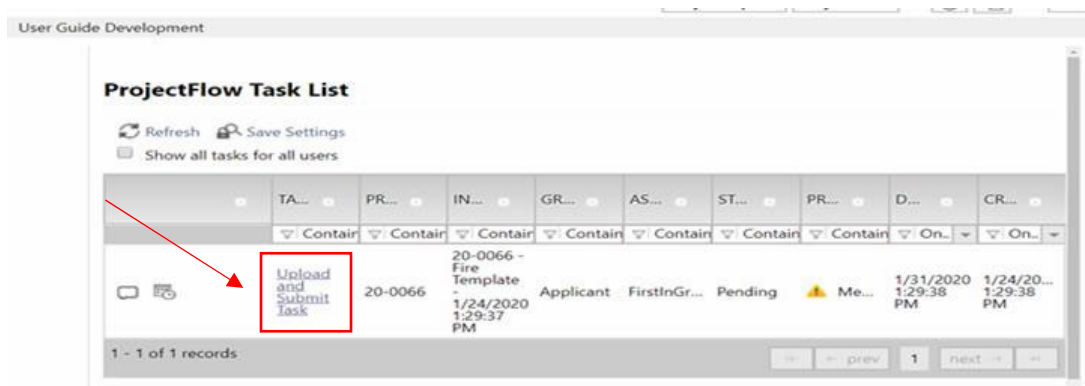 User Guide Development
ProjectFlow Task List
Refresh Save Settings
Show all tasks for all users
TA... PR... IN... GR... AS... ST... PR... D... CR...
Contain Contain Contain Contain Contain Contain Contain On.. On..
Upload and Submit Task 20-0066 20-0066 - Fire Template - 1/24/2020 1:29:37 PM Applicant FirstInGr... Pending Me... 1/31/2020 1:29:38 PM 1/24/20... 1:29:38 PM
1 - 1 of 1 records prev 1 next